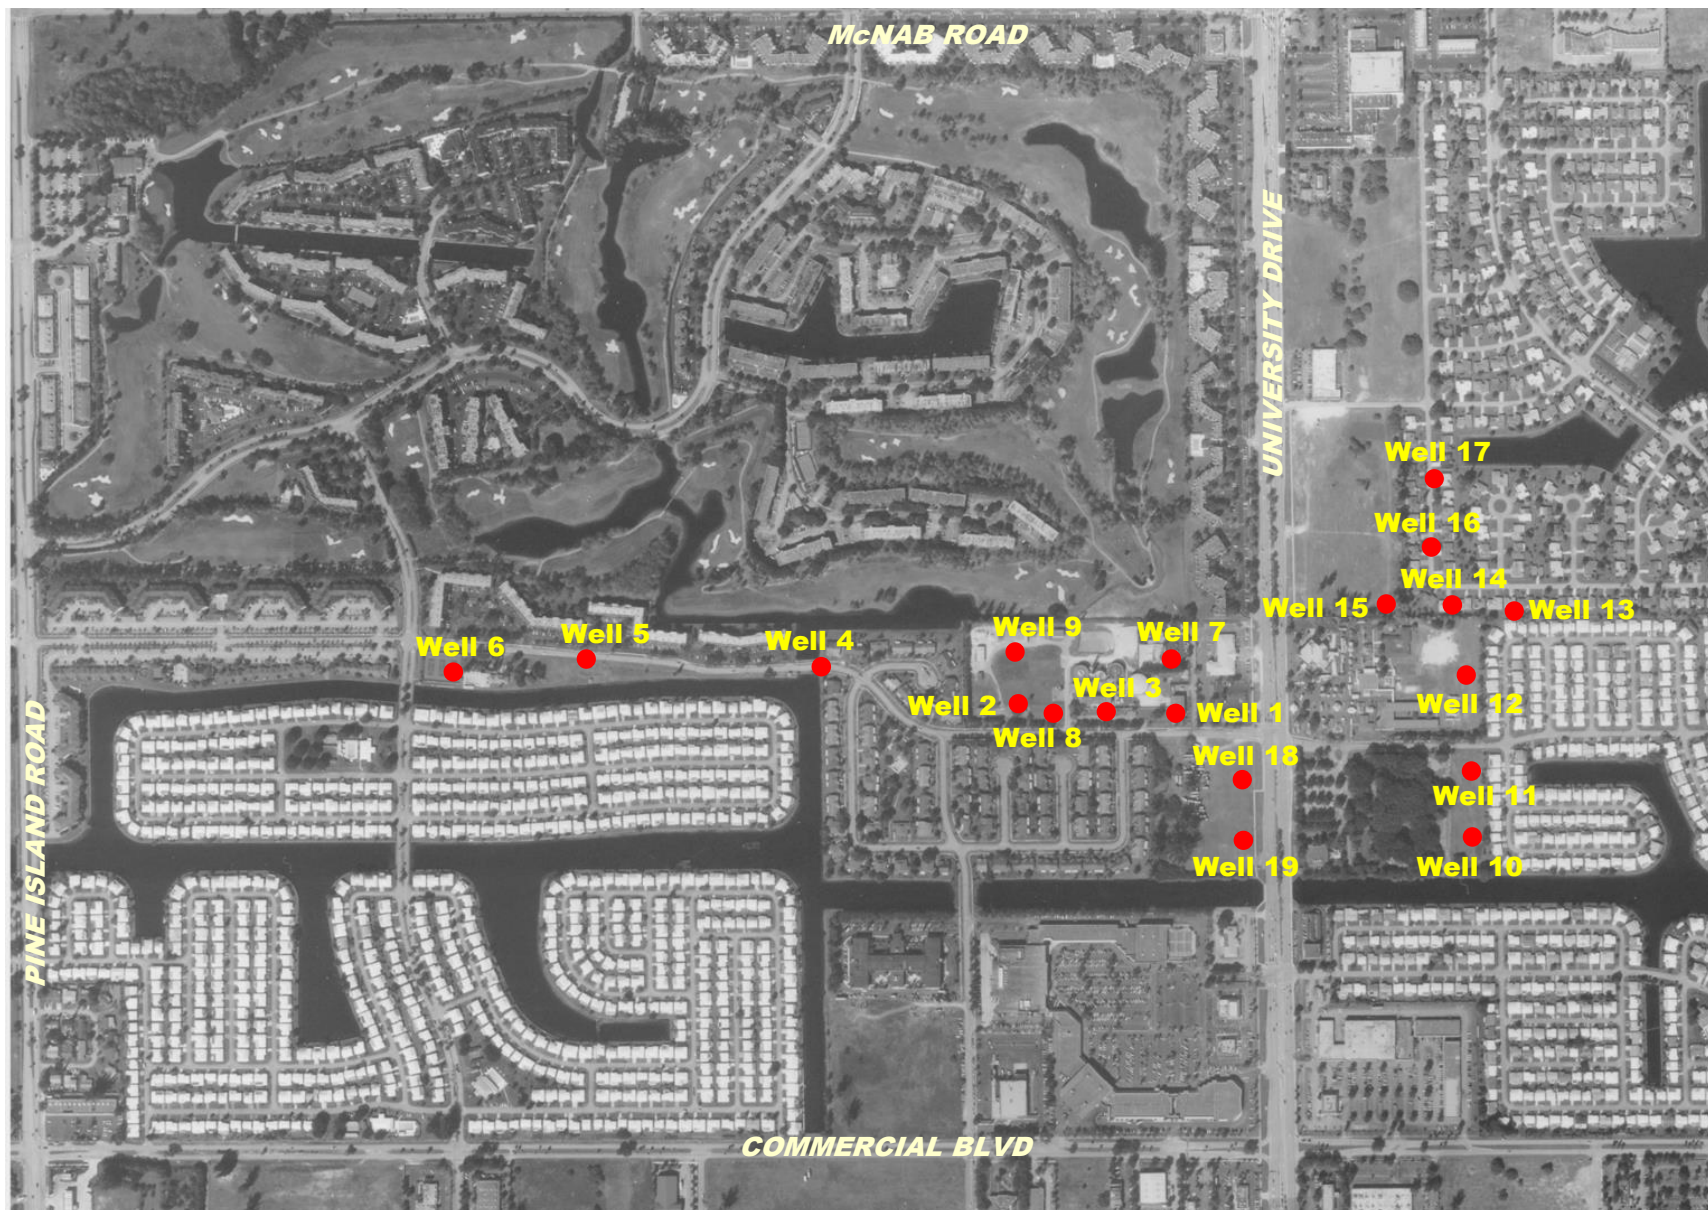 McNAB ROAD
UNIVERSITY DRIVE
Well 17
Well 16
Well 14
Well 15
Well 13
Well 9
Well 7
Well 5
Well 4
Well 6
Well 3
Well 2
Well 12
Well 1
Well 8
Well 18
PINE ISLAND ROAD
Well 11
Well 19
Well 10
COMMERCIAL BLVD